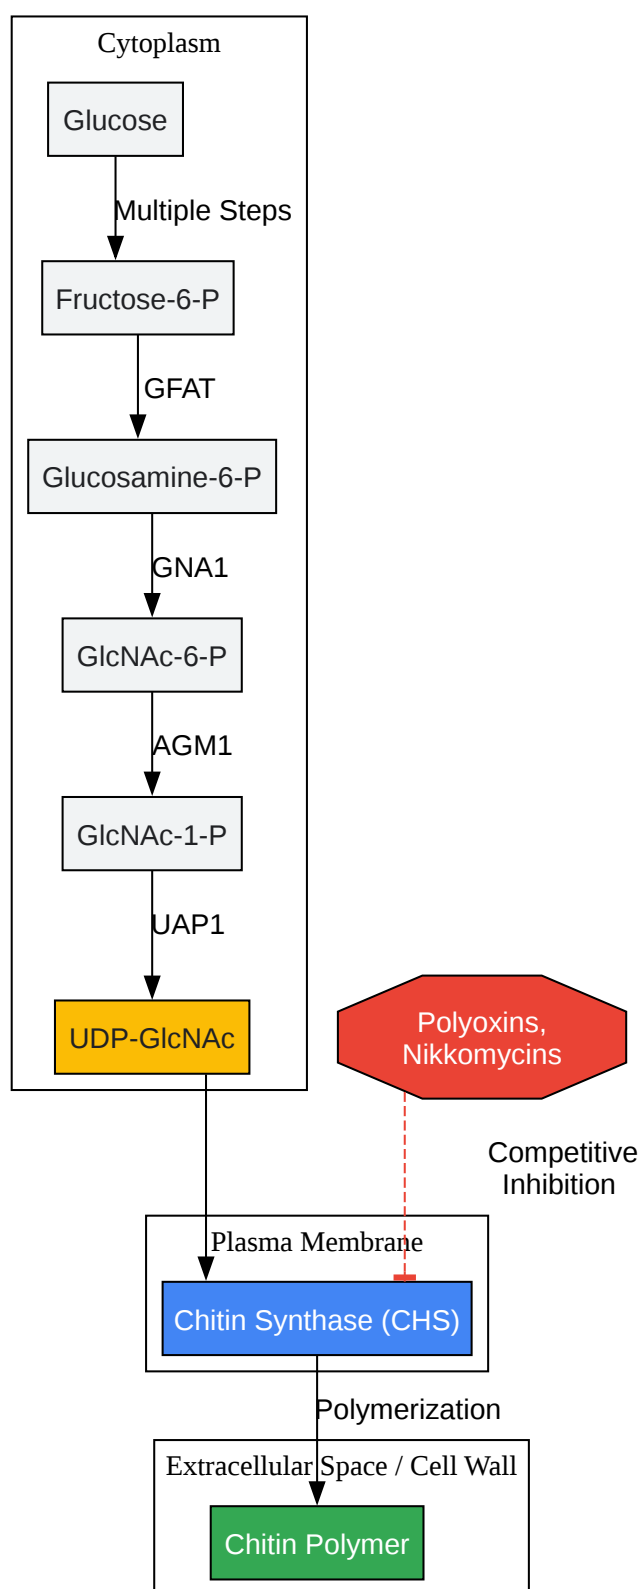 Cytoplasm
Glucose
Multiple Steps
Fructose-6-P
GFAT
Glucosamine-6-P
GNA1
GlcNAc-6-P
AGM1
GlcNAc-1-P
UAP1
UDP-GlcNAc
Polyoxins,
Nikkomycins
Competitive
Inhibition
Plasma Membrane
Chitin Synthase (CHS)
Polymerization
Extracellular Space / Cell Wall
Chitin Polymer